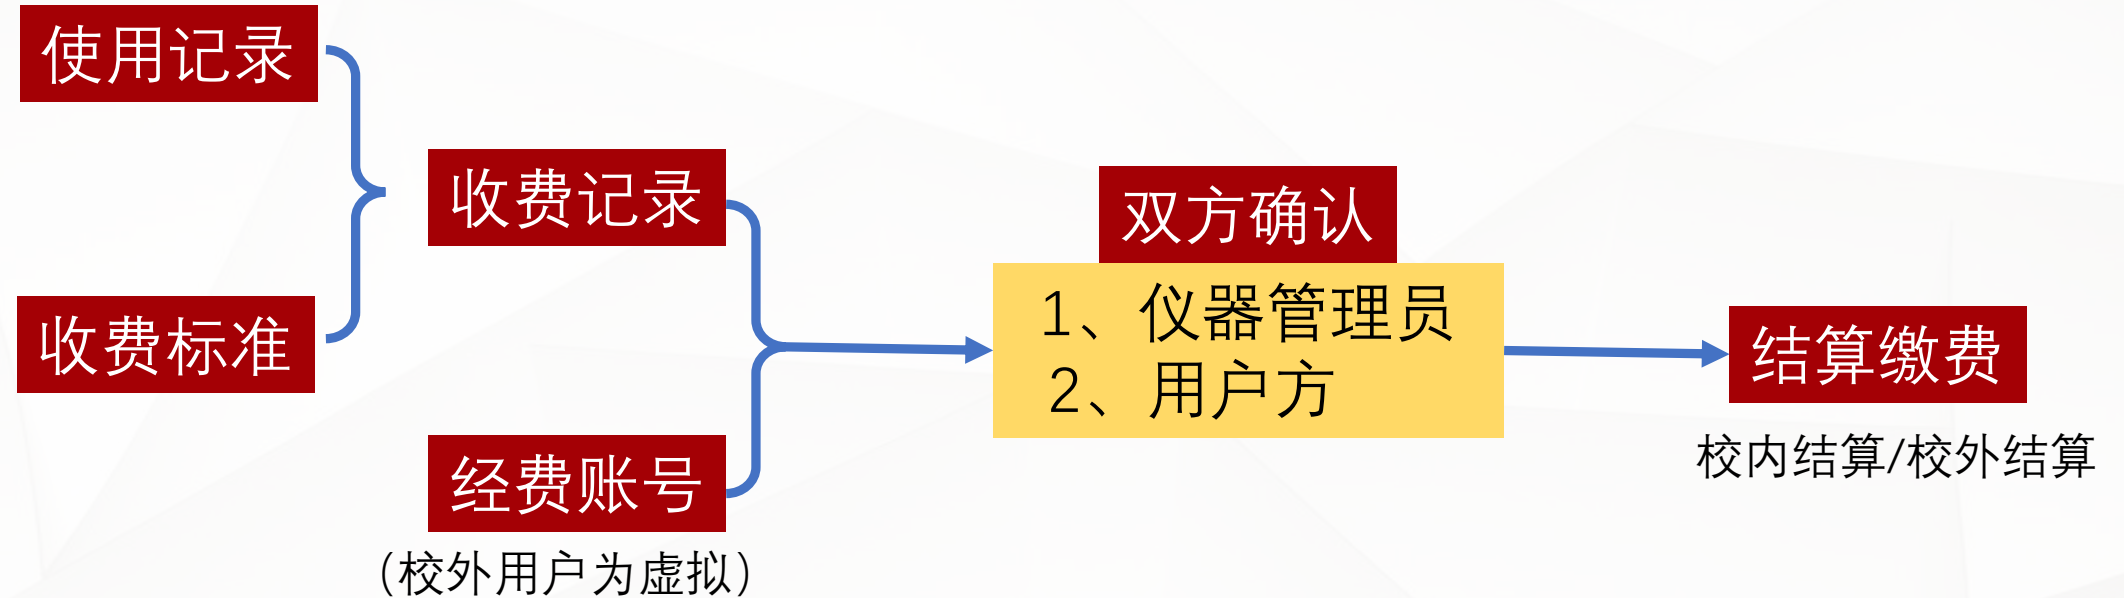 使用记录
收费标准
收费记录
经费账号
(校外用户为虚拟)
双方确认
1、仪器管理员
2、用户方
结算缴费
校内结算/校外结算